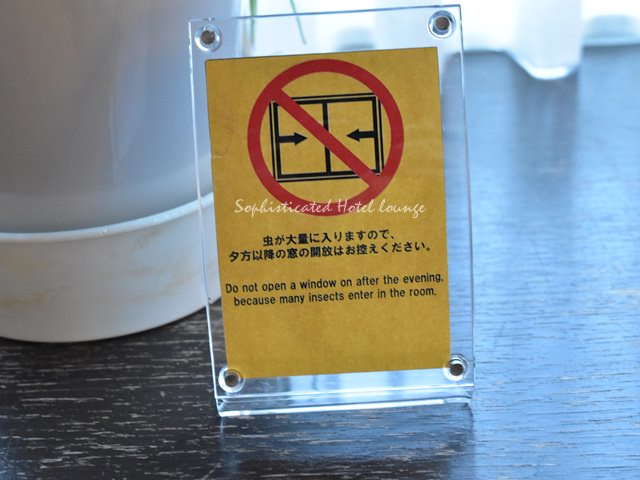 Sophisticated Hotel lounge
虫が大量に入りますので、
夕方以降の窓の開放はお控えください。
Do not open a window on after the evening,
because many insects enter in the room.